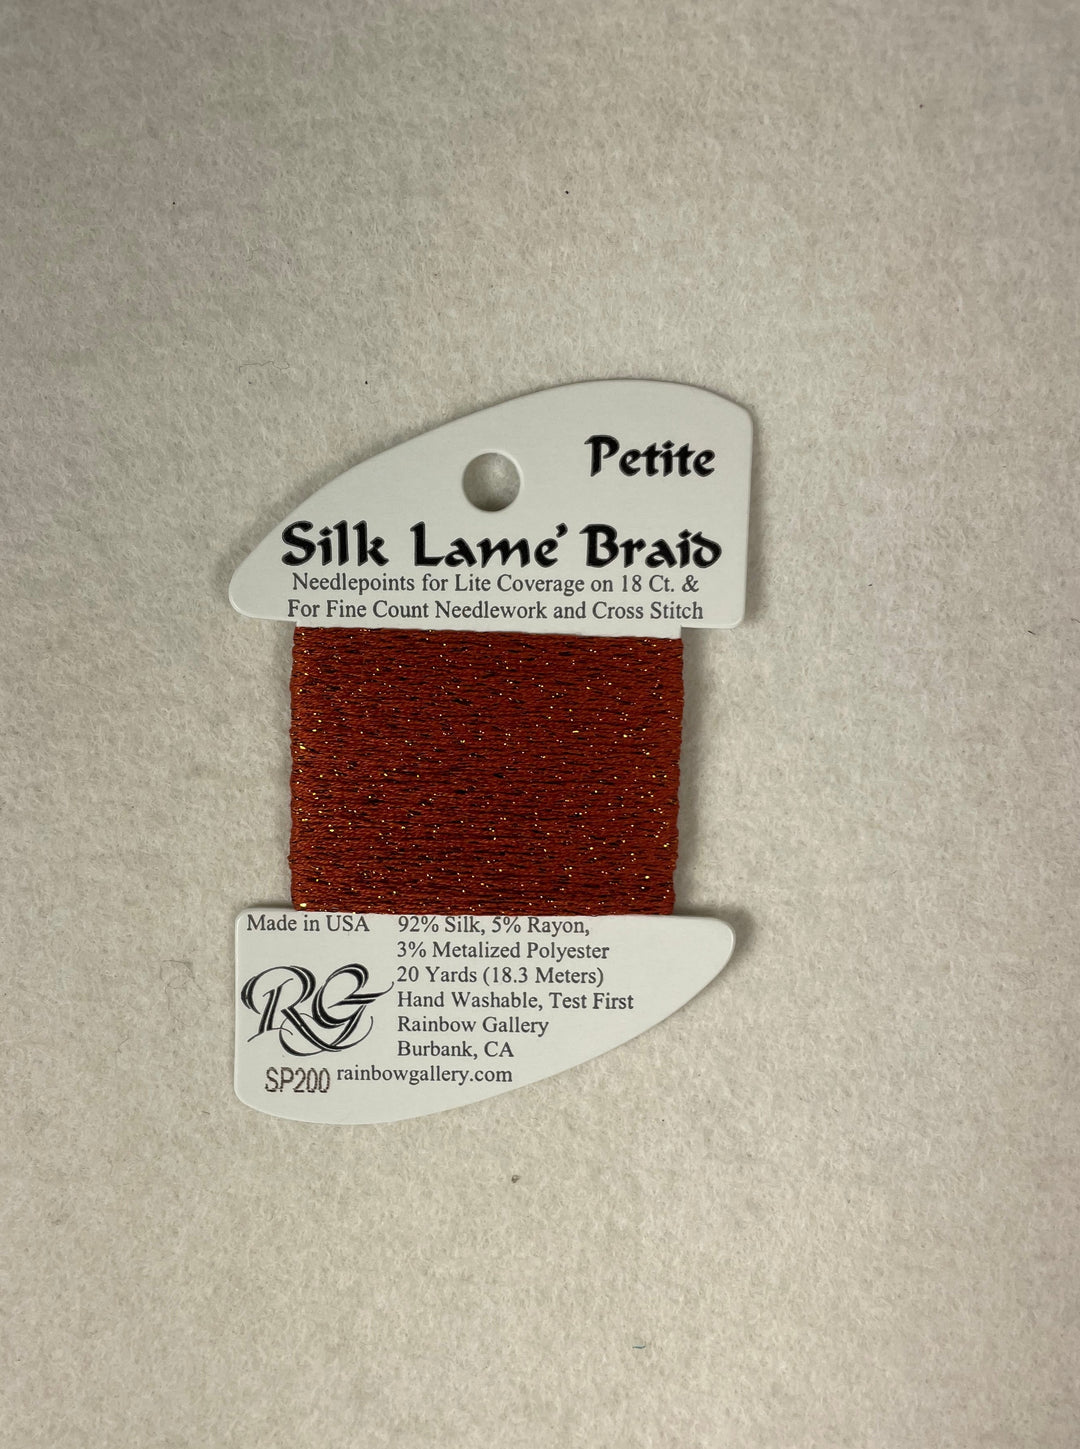 Petite
Silk Lame' Braid
Needlepoints for Lite Coverage on 18 Ct. &
For Fine Count Needlework and Cross Stitch
Made in USA
92% Silk, 5% Rayon,
3% Metalized Polyester
20 Yards (18.3 Meters)
Hand Washable, Test First
Rainbow Gallery
Burbank, CA
RG
SP200 rainbowgallery.com